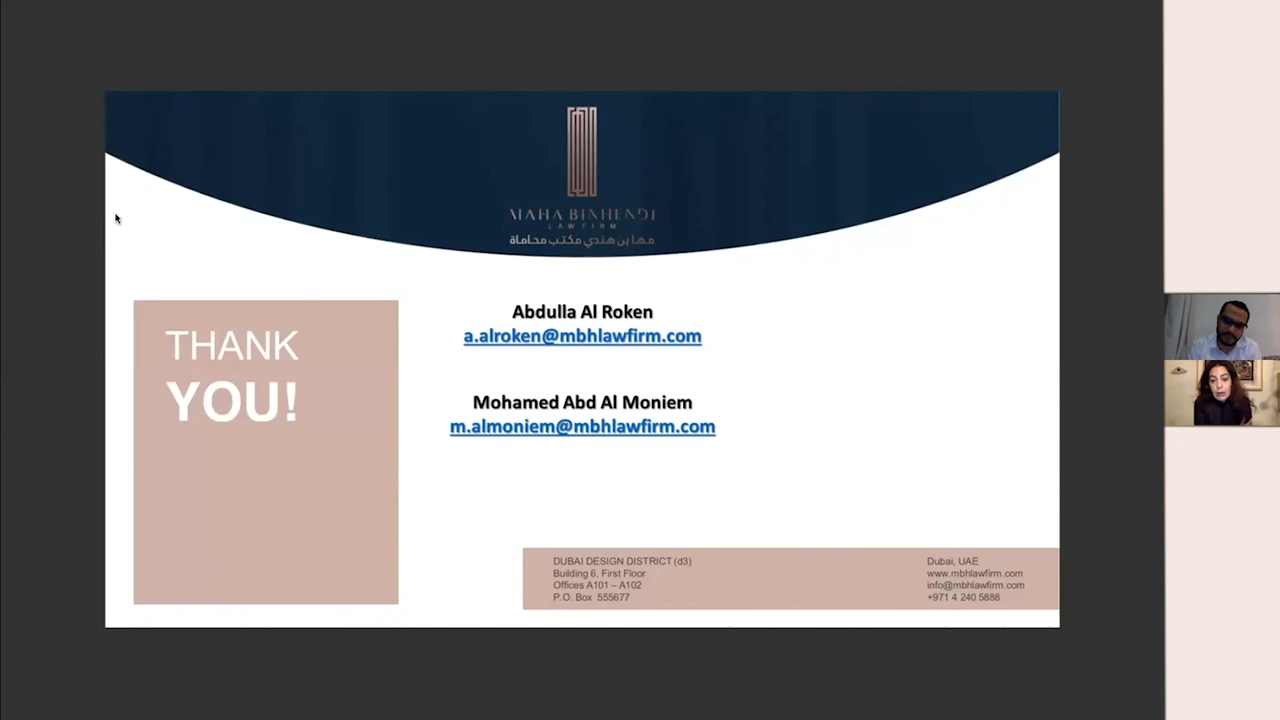 MAHA BINHENDI
LAW FIRM
مها بن هندي مكتب محاماة
THANK
YOU!
Abdulla Al Roken
a.alroken@mbhlawfirm.com
Mohamed Abd Al Moniem
m.almoniem@mbhlawfirm.com
DUBAI DESIGN DISTRICT (d3)
Building 6, First Floor
Offices A101 – A102
P.O. Box 555677
Dubai, UAE
www.mbhlawfirm.com
info@mbhlawfirm.com
+971 4 240 5888